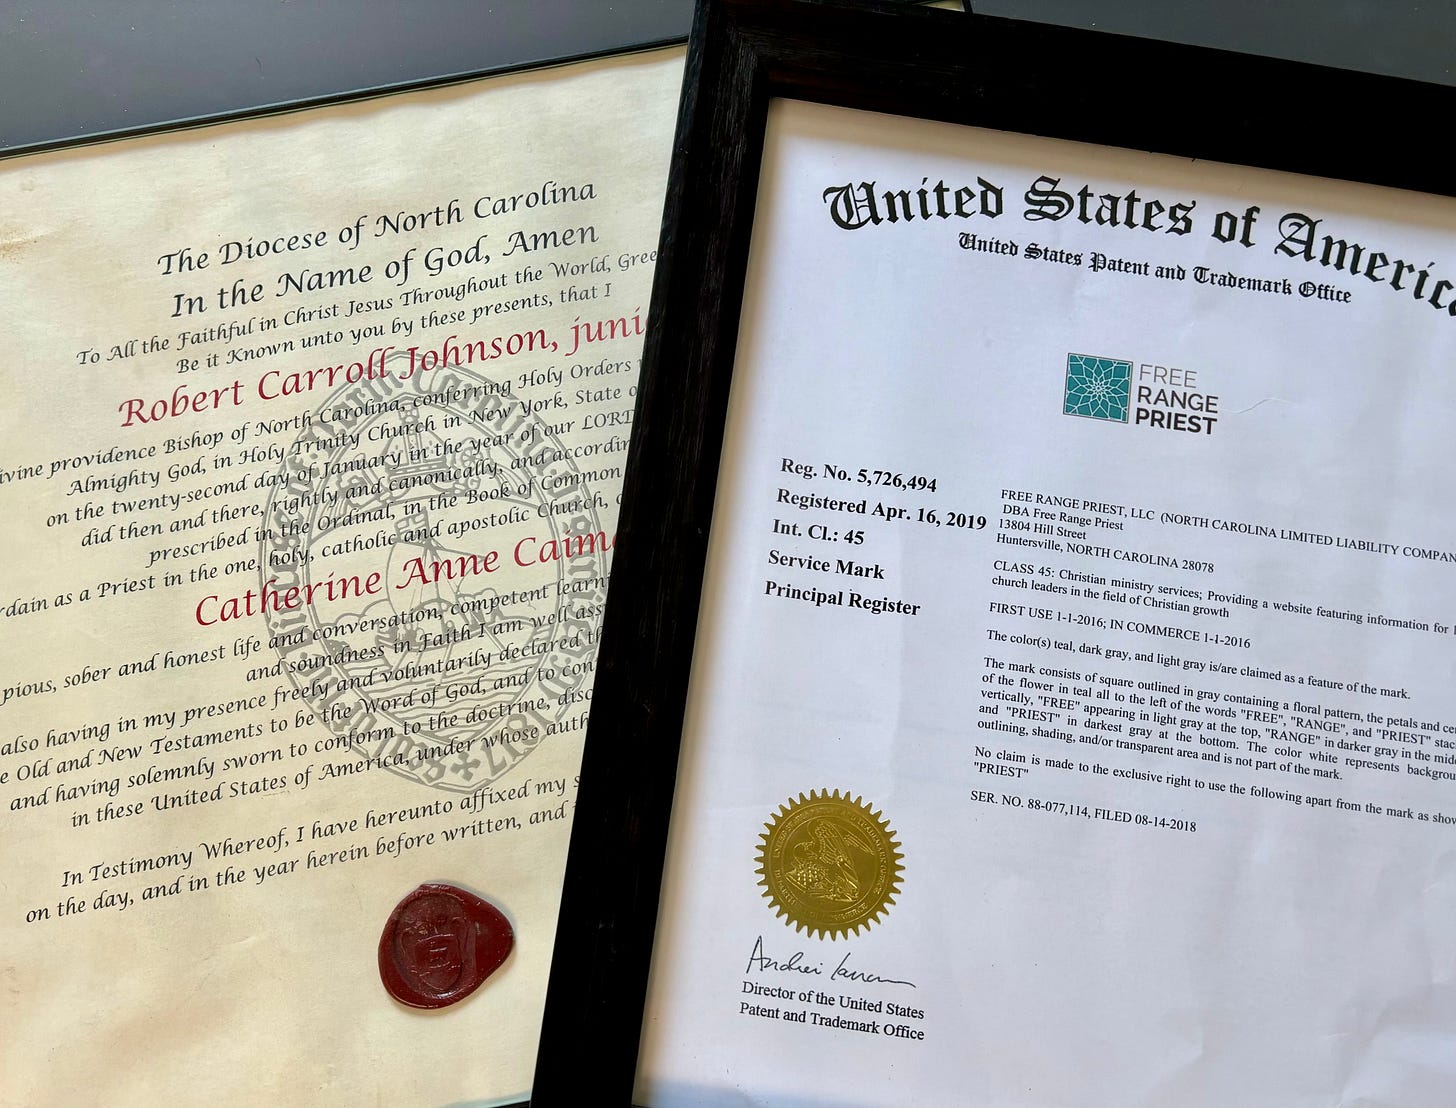 The Diocese of North Carolina
In the Name of God, Amen
To All the Faithful in Christ Jesus Throughout the World, Gree
Be it Known unto you by these presents, that I
Robert Carroll Johnson, juni
ivine providence Bishop of North Carolina, conferring Holy Orders
Almighty God, in Holy Trinity Church in New York, State o
on the twenty-second day of January in the year of our LORD
did then and there, rightly and canonically, and accordin
prescribed in the Ordinal, in the Book of Common
rdain as a Priest in the one, holy, catholic and apostolic Church,
Catherine Anne Caim
pious, sober and honest life and conversation, competent learn
and soundness in Faith I am well ass
also having in my presence freely and voluntarily declared th
e Old and New Testaments to be the Word of God, and to con
and having solemnly sworn to conform to the doctrine, disc
in these United States of America, under whose auth
In Testimony Whereof, I have hereunto affixed my s
on the day, and in the year herein before written, and
United States of America
United States Patent and Trademark Office
FREE
RANGE
PRIEST
Reg. No. 5,726,494
Registered Apr. 16, 2019
Int. Cl.: 45
Service Mark
Principal Register
FREE RANGE PRIEST, LLC (NORTH CAROLINA LIMITED LIABILITY COMPAN
DBA Free Range Priest
13804 Hill Street
Huntersville, NORTH CAROLINA 28078
CLASS 45: Christian ministry services; Providing a website featuring information for
church leaders in the field of Christian growth
FIRST USE 1-1-2016; IN COMMERCE 1-1-2016
The color(s) teal, dark gray, and light gray is/are claimed as a feature of the mark.
The mark consists of square outlined in gray containing a floral pattern, the petals and ce
of the flower in teal all to the left of the words "FREE", "RANGE", and "PRIEST" stac
vertically, "FREE" appearing in light gray at the top, "RANGE" in darker gray in the mid
and "PRIEST" in darkest gray at the bottom. The color white represents backgrou
outlining, shading, and/or transparent area and is not part of the mark.
No claim is made to the exclusive right to use the following apart from the mark as show
"PRIEST"
SER. NO. 88-077,114, FILED 08-14-2018
Director of the United States
Patent and Trademark Office